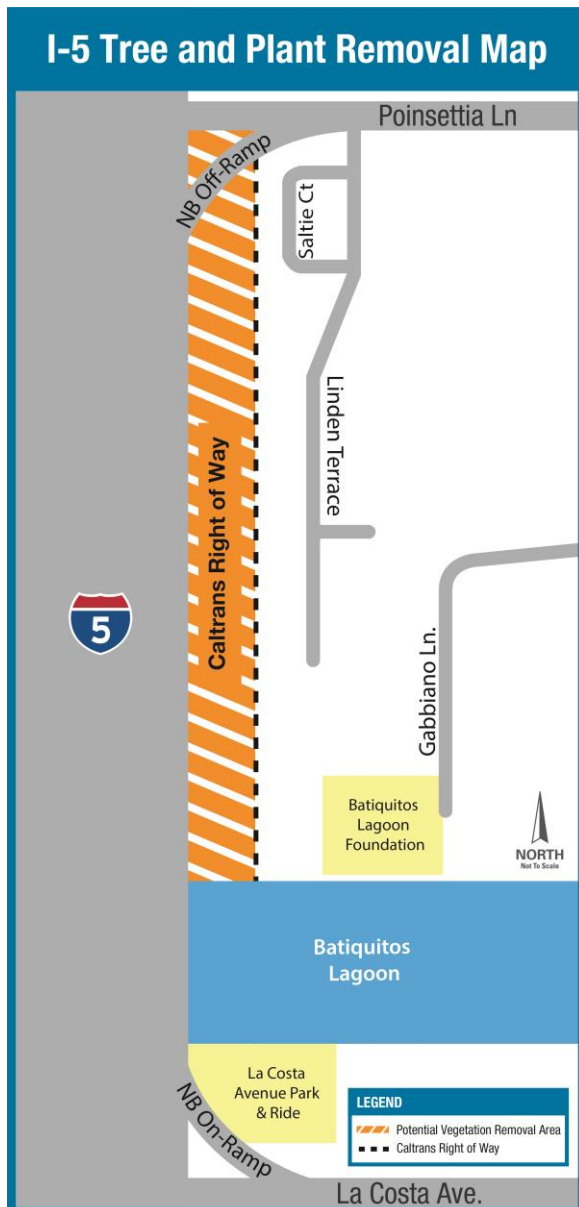 I-5 Tree and Plant Removal Map
Poinsettia Ln
NB Off-Ramp
Saltie Ct
Linden Terrace
Caltrans Right of Way
5
Gabbiano Ln.
Batiquitos
Lagoon
Foundation
NORTH
Not To Scale
Batiquitos
Lagoon
La Costa
Avenue Park
& Ride
NB On-Ramp
LEGEND
Potential Vegetation Removal Area
Caltrans Right of Way
La Costa Ave.